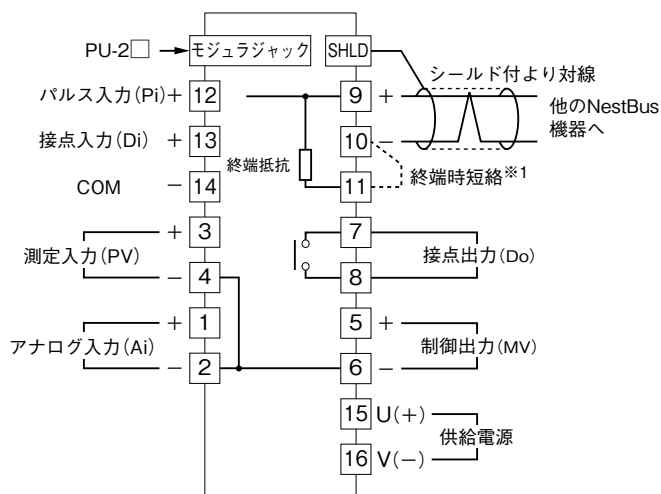 PU-2□ モジュラジャック SHLD
シールド付より対線
パルス入力(Pi) + 12 9 +
他のNestBus
機器へ
接点入力(Di) + 13 10 −
終端抵抗 終端時短絡※1
COM − 14 11
+ 3 7
測定入力(PV) 接点出力(Do)
− 4 8
+ 1 5 +
アナログ入力(Ai) 制御出力(MV)
− 2 6 −
15 U(+)
供給電源
16 V(−)